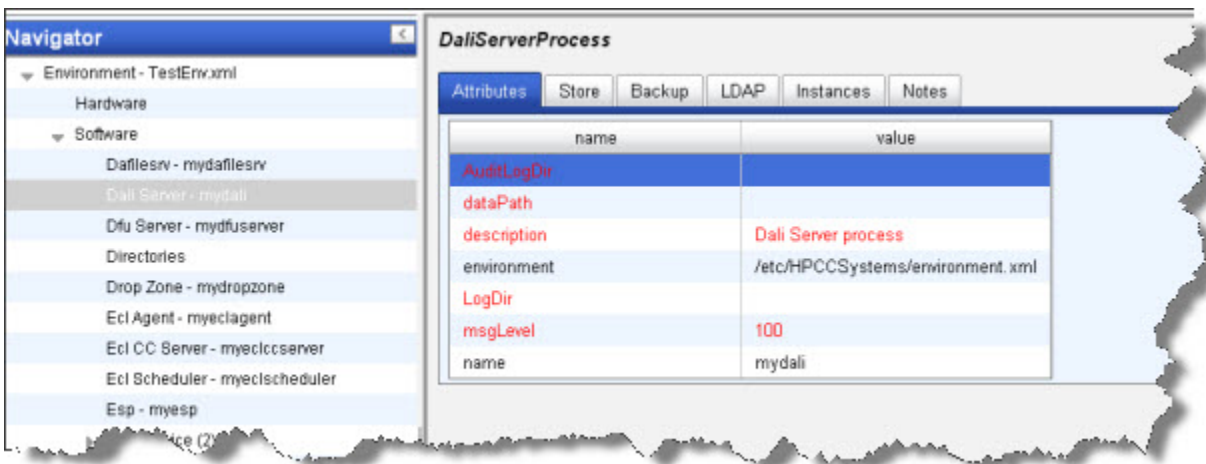 Navigator
Environment - TestEnv.xml
Hardware
Software
Dafilesrv - mydafilesrv
Dali Server - mydali
Dfu Server - mydfuserver
Directories
Drop Zone - mydropzone
Ecl Agent - myeclagent
Ecl CC Server - myeclccserver
Ecl Scheduler - myeclscheduler
Esp - myesp
(2)
DaliServerProcess
Attributes Store Backup LDAP Instances Notes
name value
AuditLogDir
dataPath
description Dali Server process
environment /etc/HPCCSystems/environment.xml
LogDir
msgLevel 100
name mydali